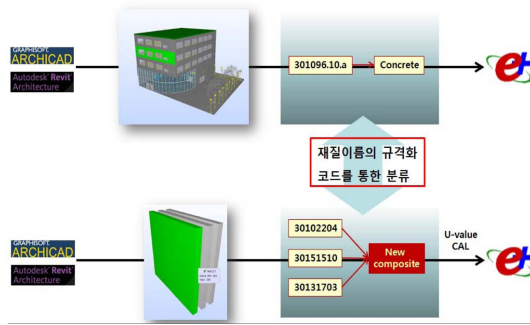 GRAPHISOFT
ARCHICAD
Autodesk Revit
Architecture
301096.10.a
Concrete
재질이름의 규격화
코드를 통한 분류
GRAPHISOFT
ARCHICAD
Autodesk Revit
Architecture
30102204
30151510
30131703
New
composite
U-value
CAL